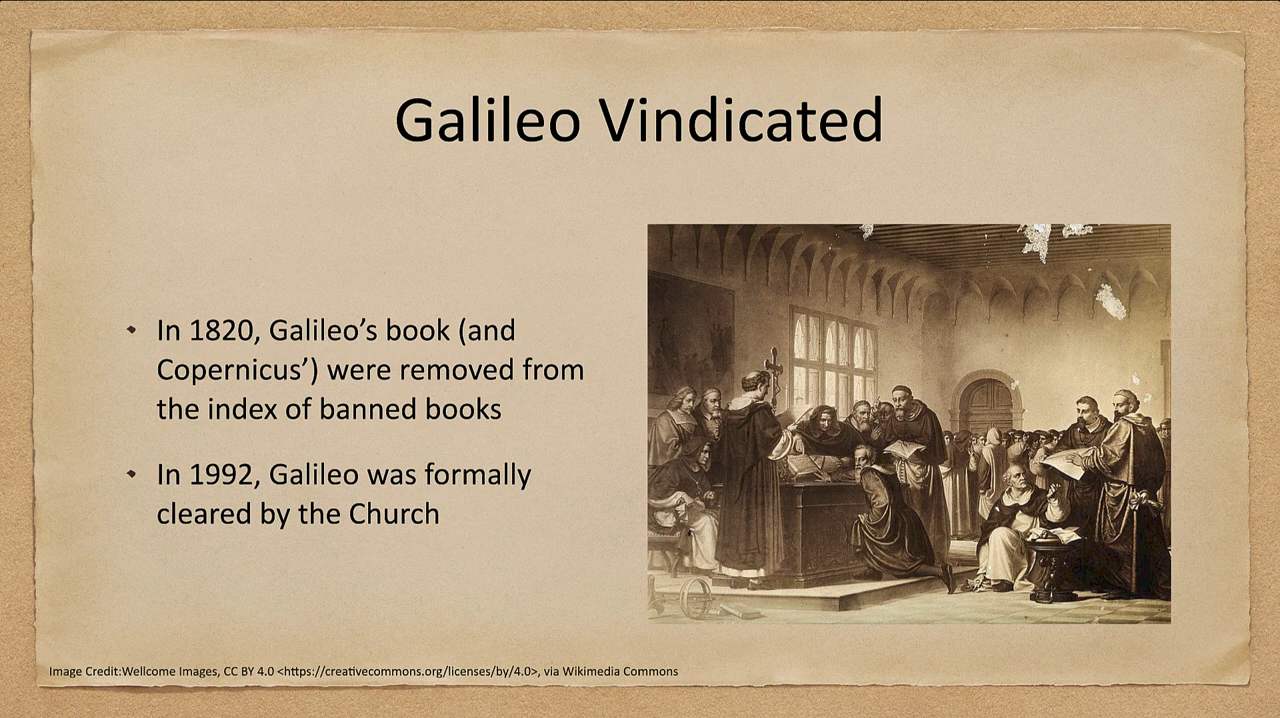 Galileo Vindicated
• In 1820, Galileo’s book (and
Copernicus’) were removed from
the index of banned books
• In 1992, Galileo was formally
cleared by the Church
Image Credit:Wellcome Images, CC BY 4.0 <https://creativecommons.org/licenses/by/4.0>, via Wikimedia Commons